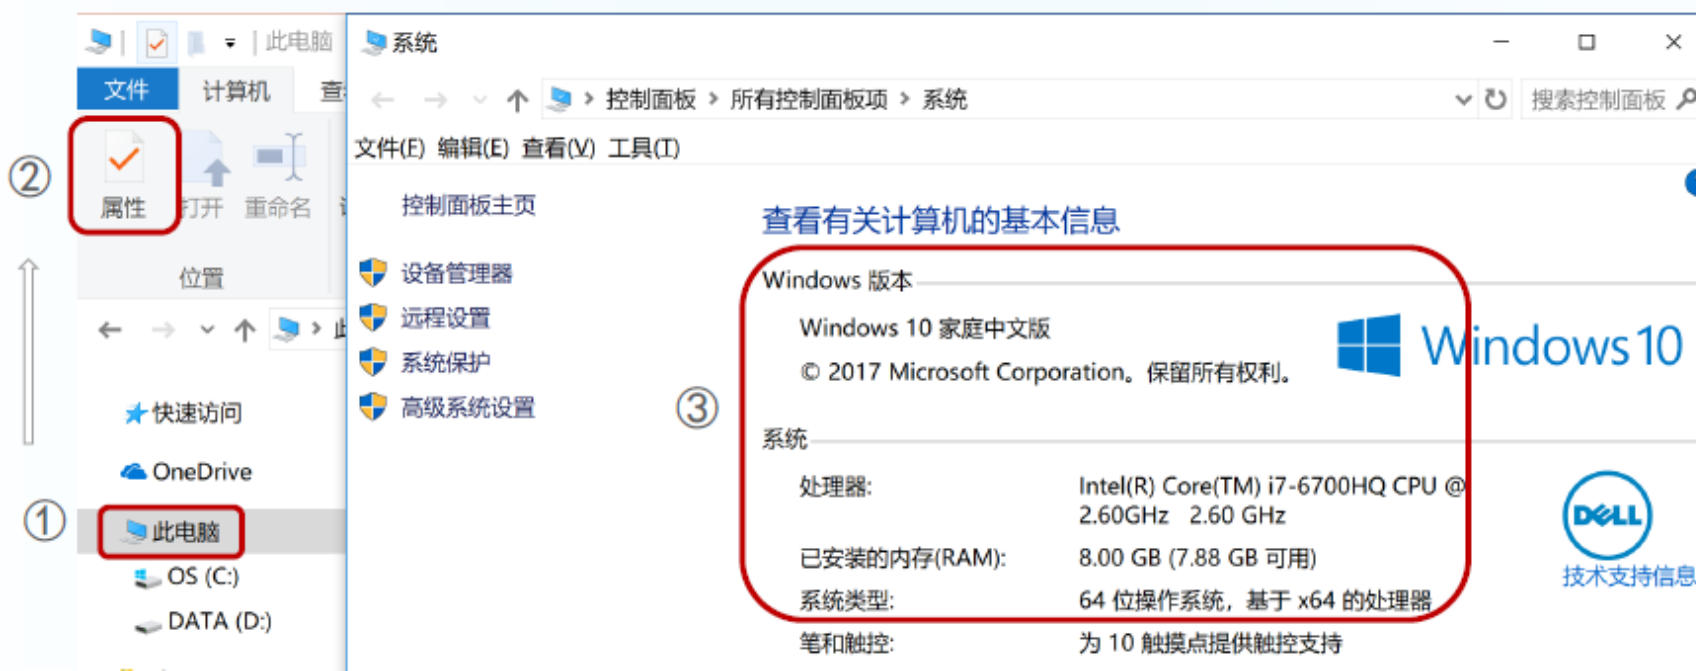 此电脑
文件 计算机
②
属性 打开 重命名
位置
快速访问
OneDrive
①
此电脑
OS (C:)
DATA (D:)
系统
控制面板 › 所有控制面板项 › 系统
搜索控制面板
文件(F) 编辑(E) 查看(V) 工具(T)
控制面板主页
设备管理器
远程设置
系统保护
高级系统设置
③
查看有关计算机的基本信息
Windows 版本
Windows 10 家庭中文版
© 2017 Microsoft Corporation。保留所有权利。
Windows 10
系统
处理器: Intel(R) Core(TM) i7-6700HQ CPU @
2.60GHz 2.60 GHz
已安装的内存(RAM): 8.00 GB (7.88 GB 可用)
系统类型: 64 位操作系统，基于 x64 的处理器
笔和触控: 为 10 触摸点提供触控支持
DELL
技术支持信息